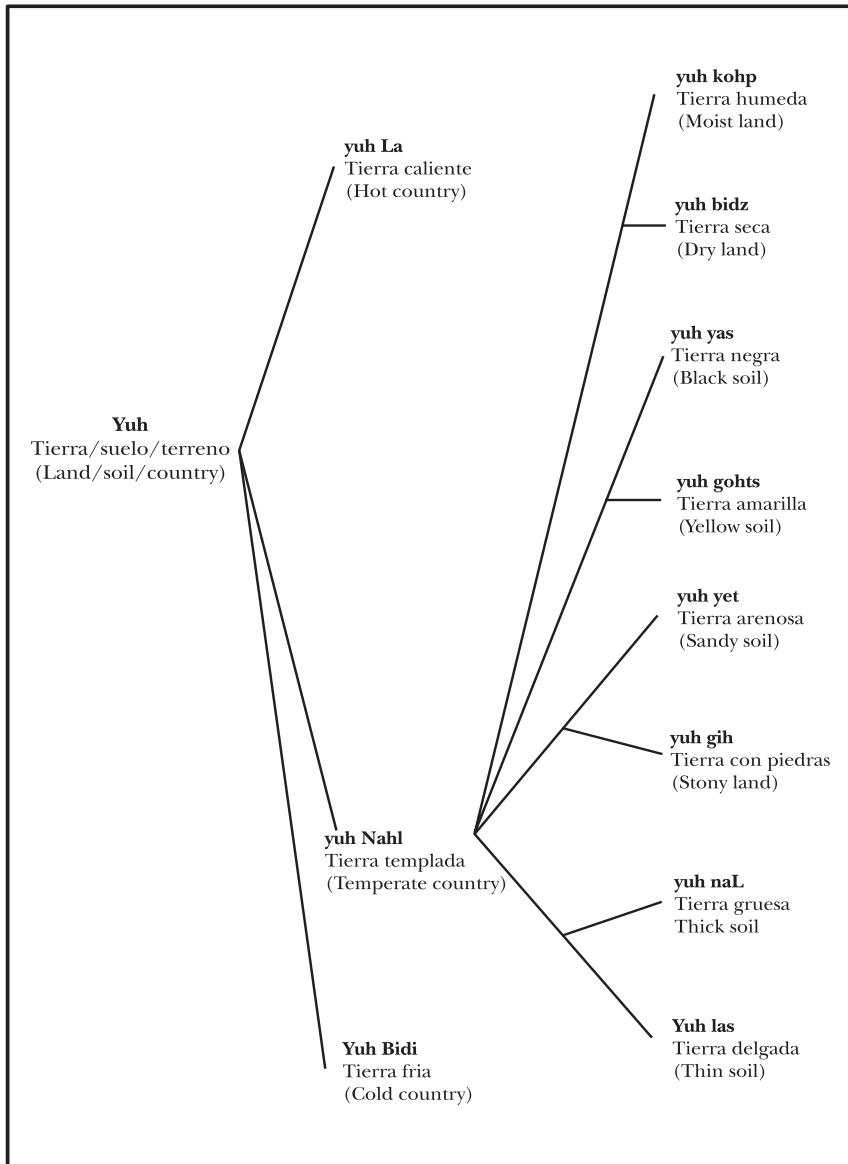 yuh kohp
Tierra humeda
(Moist land)
yuh La
Tierra caliente
(Hot country)
yuh bidz
Tierra seca
(Dry land)
yuh yas
Tierra negra
(Black soil)
Yuh
Tierra/suelo/terreno
(Land/soil/country)
yuh gohts
Tierra amarilla
(Yellow soil)
yuh yet
Tierra arenosa
(Sandy soil)
yuh gih
Tierra con piedras
(Stony land)
yuh Nahl
Tierra templada
(Temperate country)
yuh naL
Tierra gruesa
Thick soil
Yuh las
Tierra delgada
(Thin soil)
Yuh Bidi
Tierra fria
(Cold country)